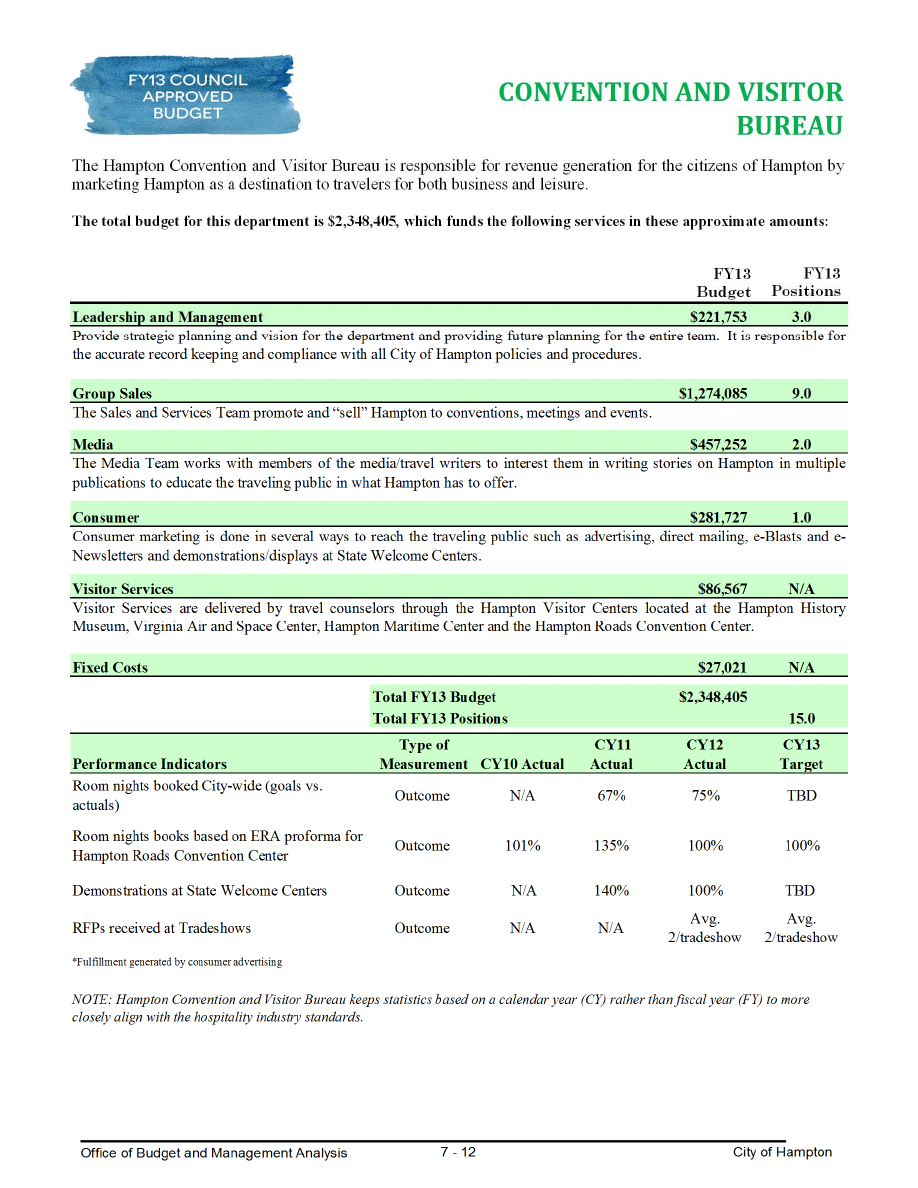 FY13 COUNCIL
APPROVED
BUDGET
CONVENTION AND VISITOR
BUREAU
The Hampton Convention and Visitor Bureau is responsible for revenue generation for the citizens of Hampton by
marketing Hampton as a destination to travelers for both business and leisure.
The total budget for this department is $2,348,405, which funds the following services in these approximate amounts:
FY13 FY13
Budget Positions
Leadership and Management $221,753 3.0
Provide strategic planning and vision for the department and providing future planning for the entire team. It is responsible for
the accurate record keeping and compliance with all City of Hampton policies and procedures.
Group Sales $1,274,085 9.0
The Sales and Services Team promote and “sell” Hampton to conventions, meetings and events.
Media $457,252 2.0
The Media Team works with members of the media/travel writers to interest them in writing stories on Hampton in multiple
publications to educate the traveling public in what Hampton has to offer.
Consumer $281,727 1.0
Consumer marketing is done in several ways to reach the traveling public such as advertising, direct mailing, e-Blasts and e-
Newsletters and demonstrations/displays at State Welcome Centers.
Visitor Services $86,567 N/A
Visitor Services are delivered by travel counselors through the Hampton Visitor Centers located at the Hampton History
Museum, Virginia Air and Space Center, Hampton Maritime Center and the Hampton Roads Convention Center.
Fixed Costs $27,021 N/A
Total FY13 Budget $2,348,405
Total FY13 Positions 15.0
Type of CY11 CY12 CY13
Performance Indicators Measurement CY10 Actual Actual Actual Target
Room nights booked City-wide (goals vs.
actuals) Outcome N/A 67% 75% TBD
Room nights books based on ERA proforma for
Hampton Roads Convention Center Outcome 101% 135% 100% 100%
Demonstrations at State Welcome Centers Outcome N/A 140% 100% TBD
RFPs received at Tradeshows Outcome N/A N/A Avg. Avg.
2/tradeshow 2/tradeshow
*Fulfillment generated by consumer advertising
NOTE: Hampton Convention and Visitor Bureau keeps statistics based on a calendar year (CY) rather than fiscal year (FY) to more
closely align with the hospitality industry standards.
Office of Budget and Management Analysis 7 - 12 City of Hampton